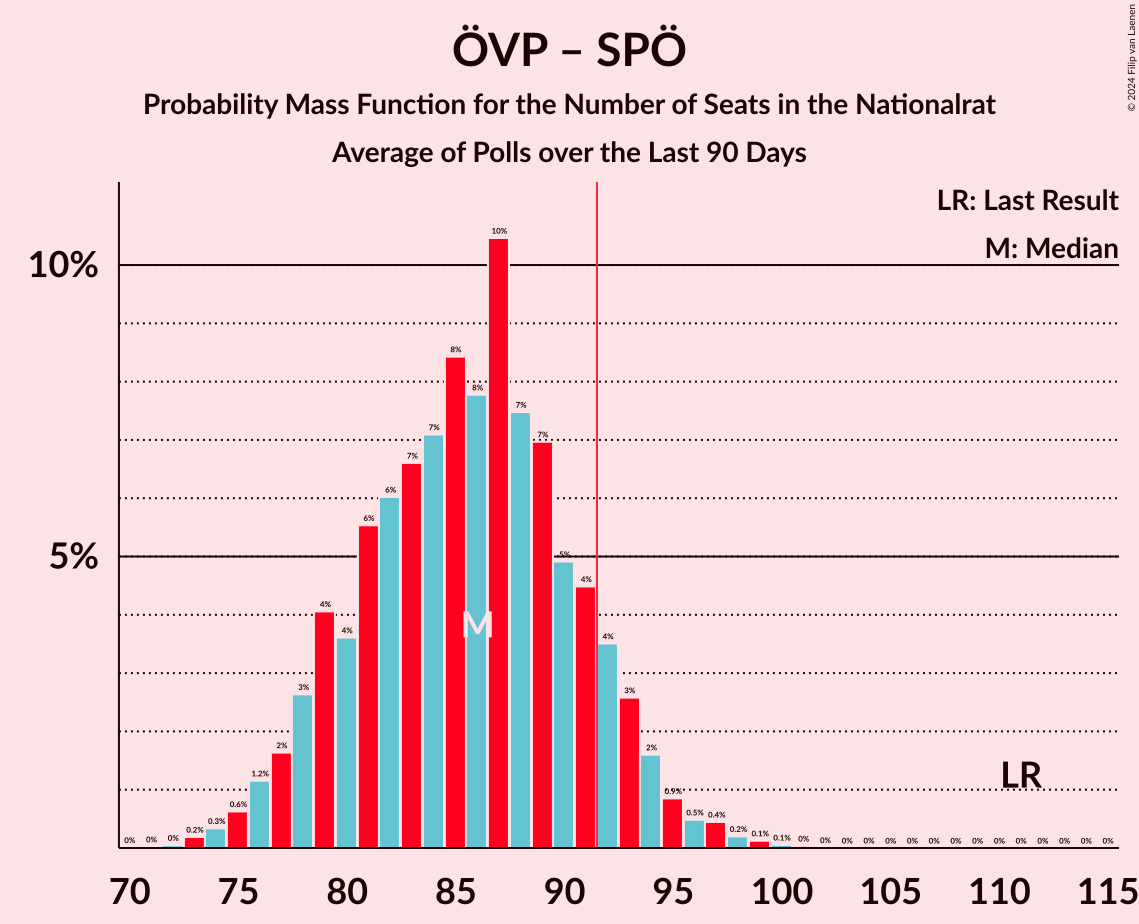 ÖVP – SPÖ
Probability Mass Function for the Number of Seats in the Nationalrat
Average of Polls over the Last 90 Days
© 2024 Filip van Laenen
LR: Last Result
M: Median
10%
5%
0% 0% 0% 0.2% 0.3% 0.6% 1.2% 2% 3% 4% 4% 6% 6% 7% 7% 8% 8% 10% 7% 7% 5% 4% 4% 3% 2% 0.9% 0.5% 0.4% 0.2% 0.1% 0.1% 0% 0% 0% 0% 0% 0% 0% 0% 0% 0% 0% 0% 0% 0% 0%
M
LR
70 75 80 85 90 95 100 105 110 115